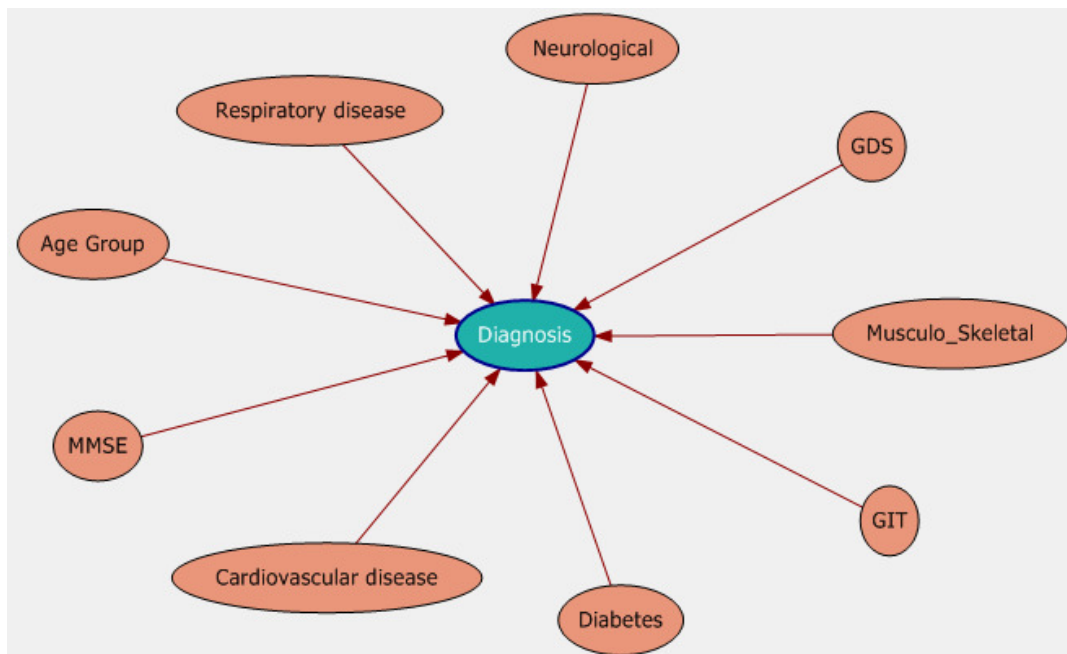 Neurological
Respiratory disease
GDS
Age Group
Diagnosis
Musculo_Skeletal
MMSE
GIT
Cardiovascular disease
Diabetes